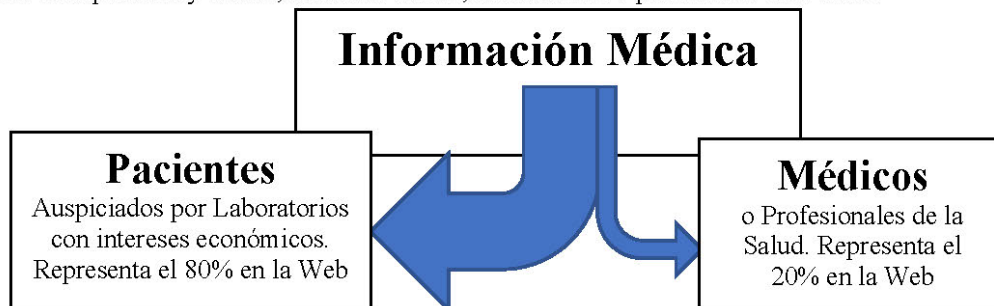 Información Médica
Pacientes
Auspiciados por Laboratorios
con intereses económicos.
Representa el 80% en la Web
Médicos
o Profesionales de la
Salud. Representa el
20% en la Web